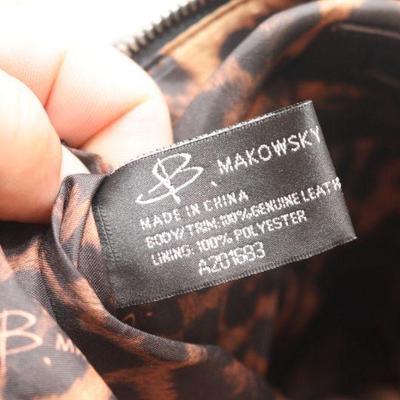 B. MAKOWSKY
MADE IN CHINA
BODY/TRIM:100%GENUINE LEATH
LINING: 100% POLYESTER
A201683
B M